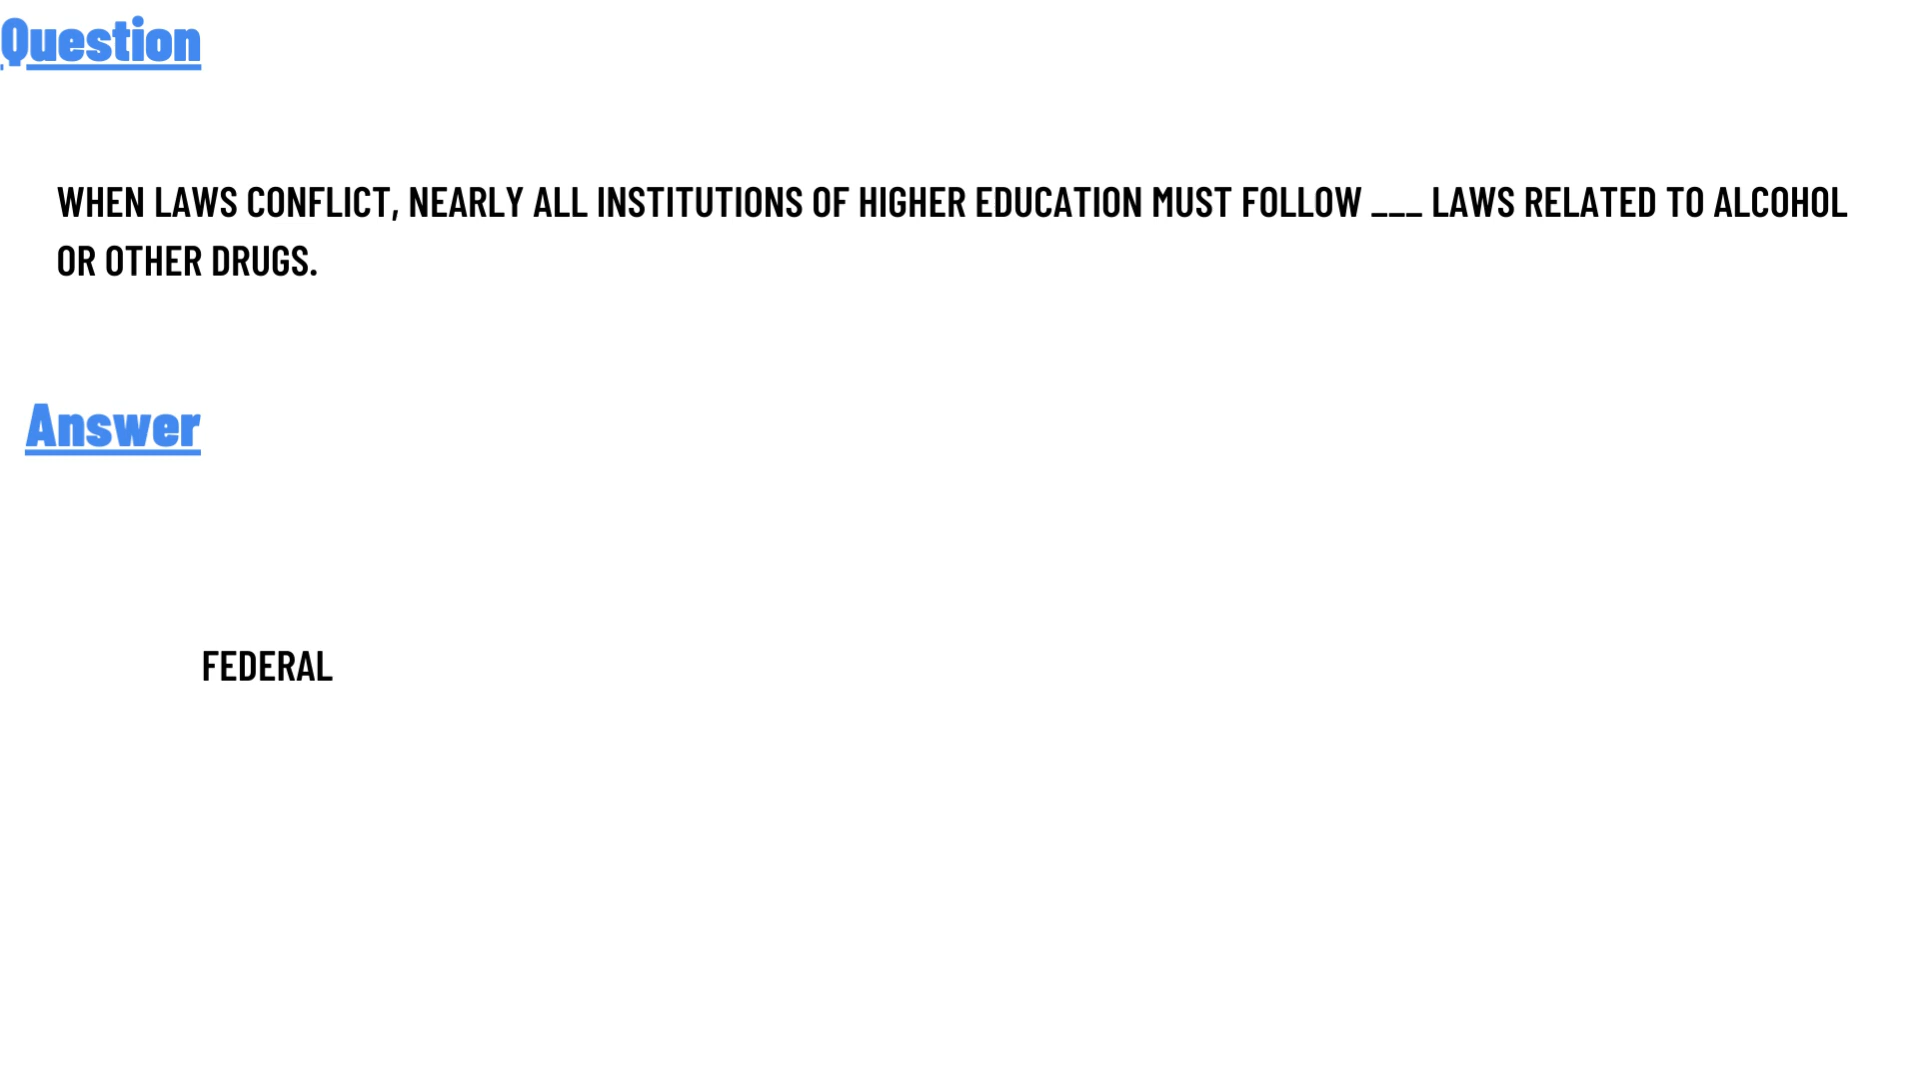 Question
WHEN LAWS CONFLICT, NEARLY ALL INSTITUTIONS OF HIGHER EDUCATION MUST FOLLOW ___ LAWS RELATED TO ALCOHOL
OR OTHER DRUGS.
Answer
FEDERAL